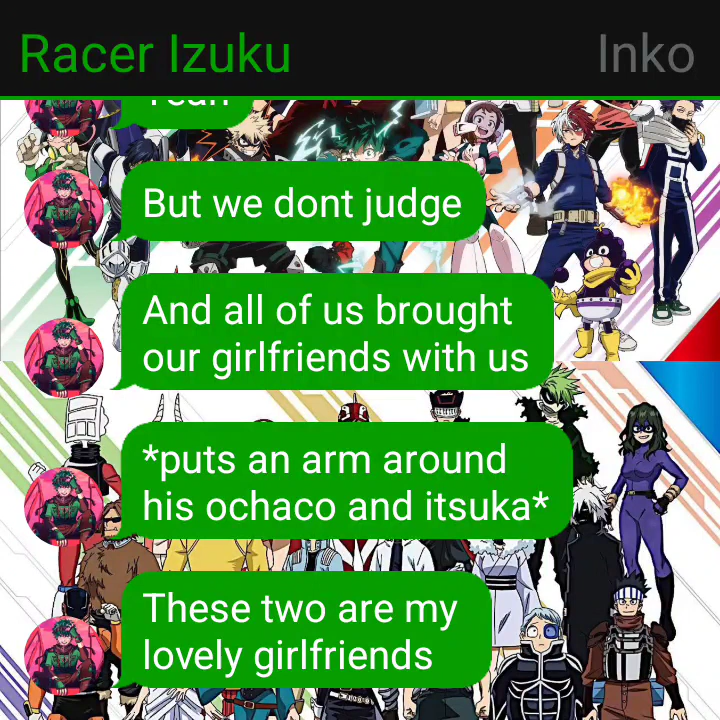 Racer Izuku
Inko
But we dont judge
And all of us brought
our girlfriends with us
*puts an arm around
his ochaco and itsuka*
These two are my
lovely girlfriends